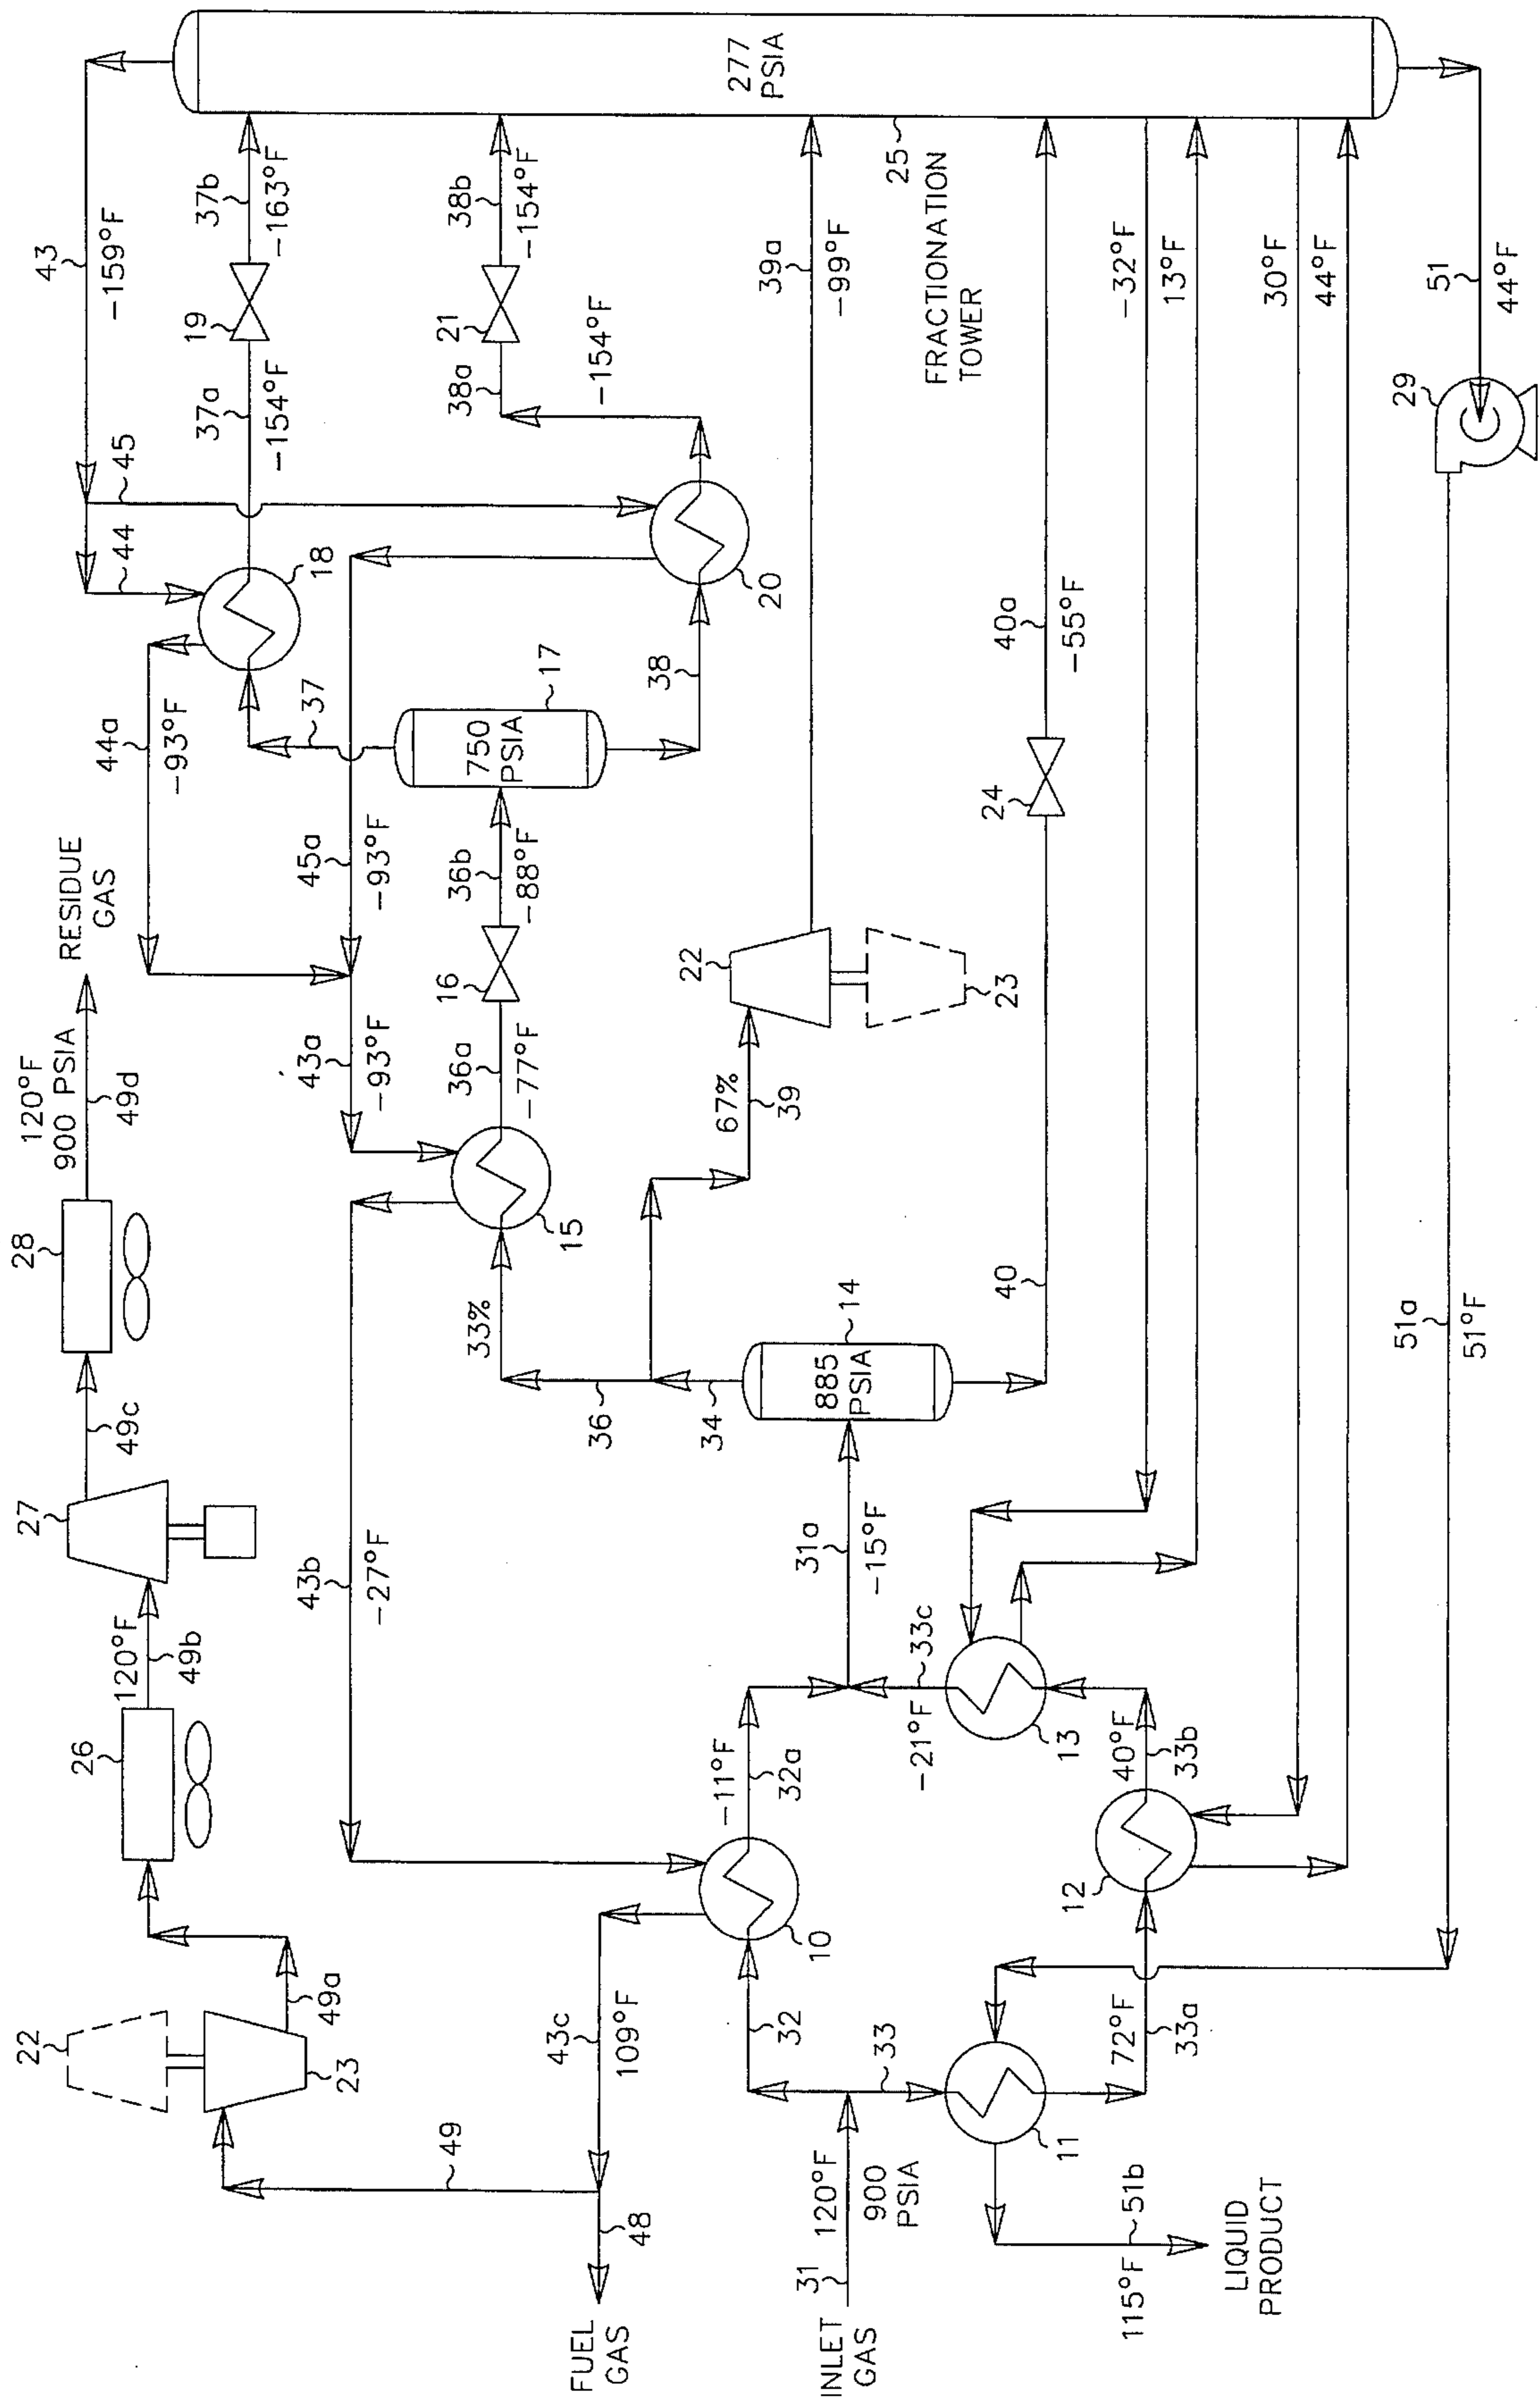 22
23
49a
26
120°F
49b
27
49c
28
120°F
900 PSIA
49d
RESIDUE
GAS
43
-159°F
44
45
18
44a
-93°F
37
37a
-154°F
19
37b
-163°F
49
48
FUEL
GAS
43c
109°F
43b
-27°F
43a
-93°F
45a
-93°F
33%
15
36
36a
-77°F
16
36b
-88°F
750
PSIA
17
38
20
38a
-154°F
21
38b
-154°F
277
PSIA
32
10
-11°F
32a
34
67%
39
22
23
39a
-99°F
25
FRACTIONATION
TOWER
31
INLET
GAS
120°F
900
PSIA
33
11
31a
-15°F
885
PSIA
14
-21°F
33c
13
40
24
40a
-55°F
72°F
33a
12
40°F
33b
-32°F
13°F
30°F
44°F
51b
115°F
LIQUID
PRODUCT
51a
51°F
29
51
44°F